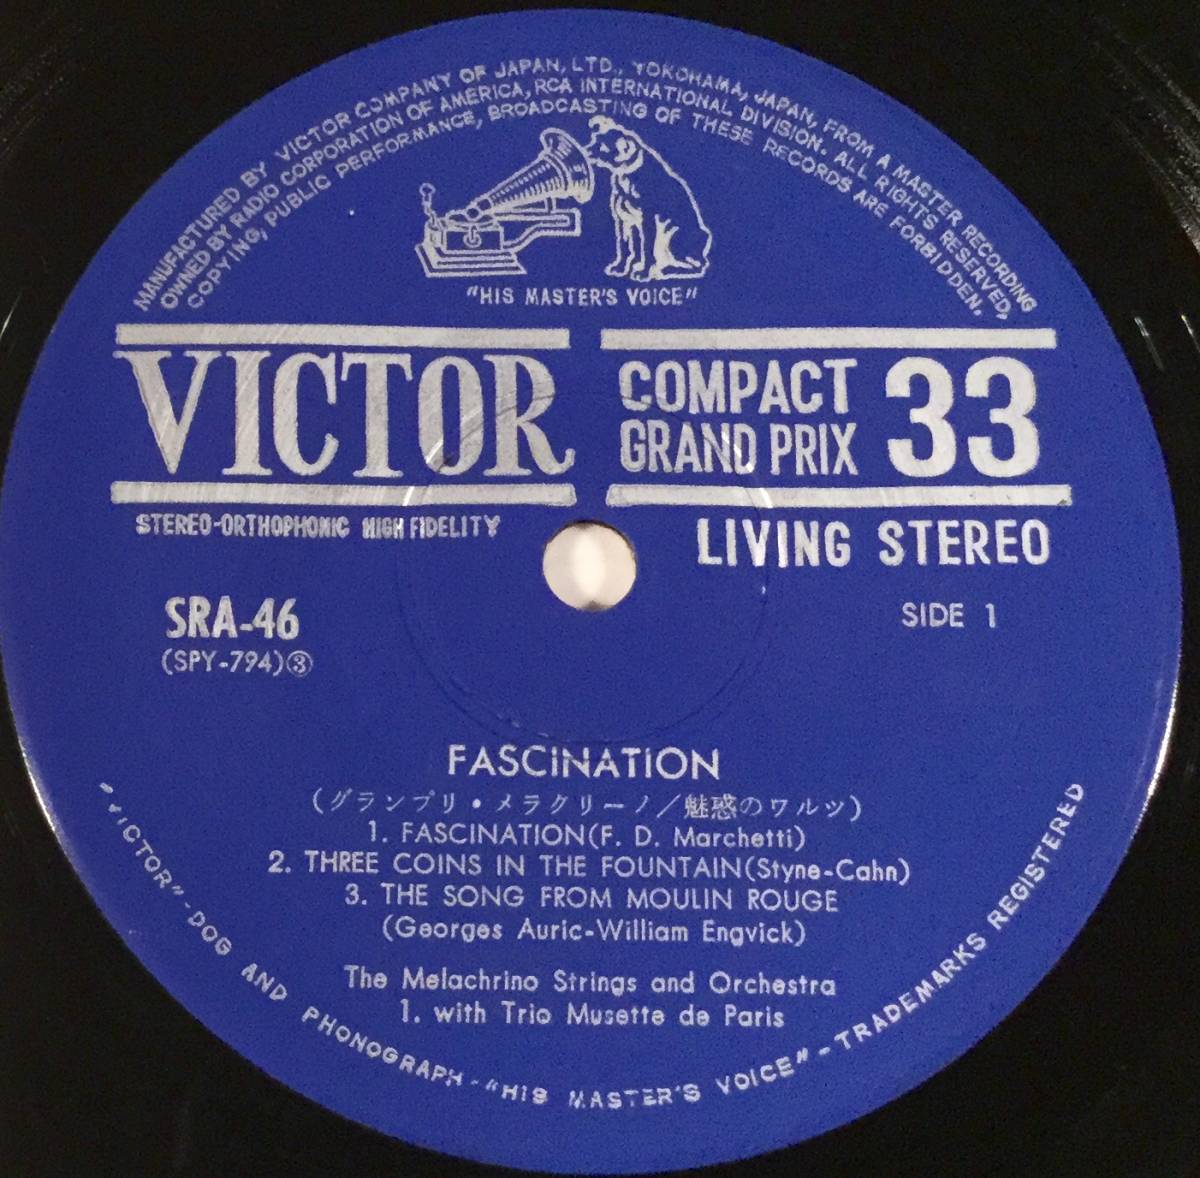 MANUFACTURED BY VICTOR COMPANY OF JAPAN, LTD., YOKOHAMA, JAPAN, FROM A MASTER RECORDING
OWNED BY RADIO CORPORATION OF AMERICA, RCA INTERNATIONAL DIVISION. ALL RIGHTS RESERVED,
COPYING, PUBLIC PERFORMANCE, BROADCASTING OF THESE RECORDS ARE FORBIDDEN.
"HIS MASTER'S VOICE"
VICTOR
COMPACT
GRAND PRIX
33
STEREO-ORTHOPHONIC HIGH FIDELITY
LIVING STEREO
SRA-46
(SPY-794)③
SIDE 1
FASCINATION
(グランプリ・メラクリーノ/魅惑のワルツ)
1. FASCINATION(F. D. Marchetti)
2. THREE COINS IN THE FOUNTAIN(Styne-Cahn)
3. THE SONG FROM MOULIN ROUGE
(Georges Auric-William Engvick)
The Melachrino Strings and Orchestra
1. with Trio Musette de Paris
"VICTOR"-DOG AND PHONOGRAPH-"HIS MASTER'S VOICE"-TRADEMARKS REGISTERED